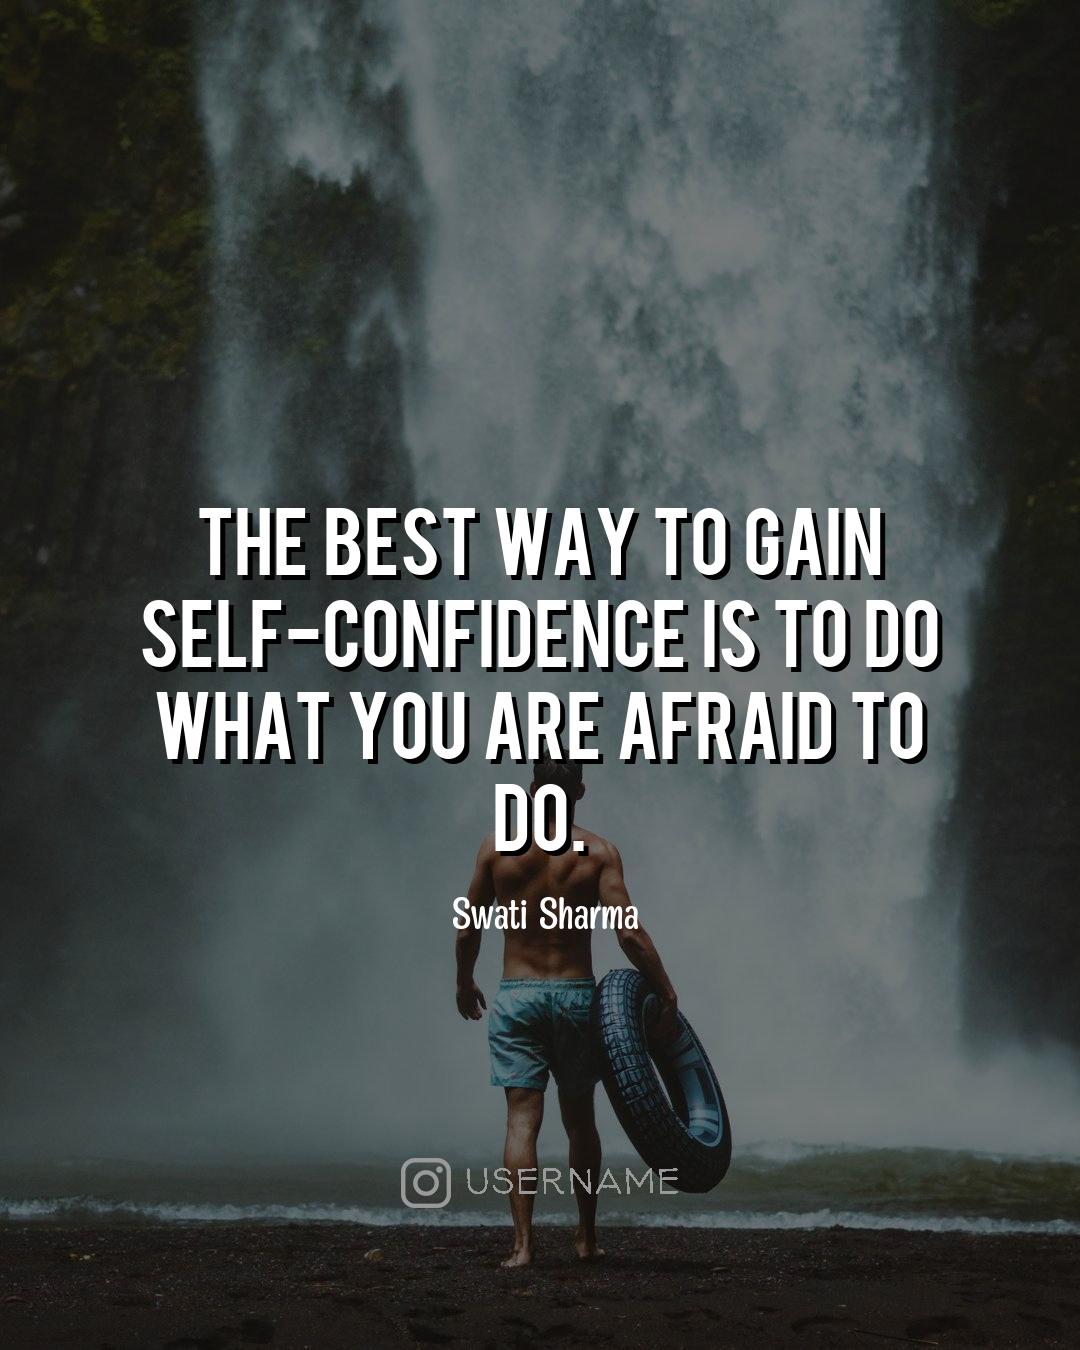 THE BEST WAY TO GAIN
SELF-CONFIDENCE IS TO DO
WHAT YOU ARE AFRAID TO
DO.
Swati Sharma
USERNAME